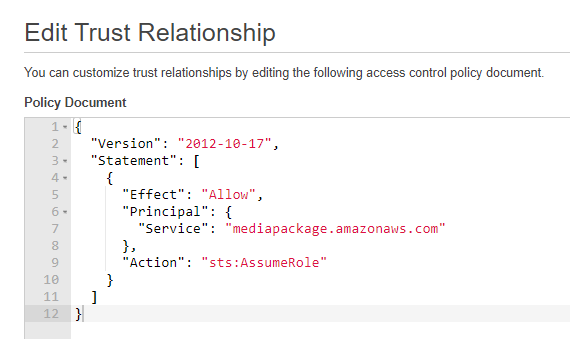 Edit Trust Relationship
You can customize trust relationships by editing the following access control policy document.
Policy Document
1 {
2 "Version": "2012-10-17",
3 "Statement": [
4 {
5 "Effect": "Allow",
6 "Principal": {
7 "Service": "mediapackage.amazonaws.com"
8 },
9 "Action": "sts:AssumeRole"
10 }
11 ]
12 }